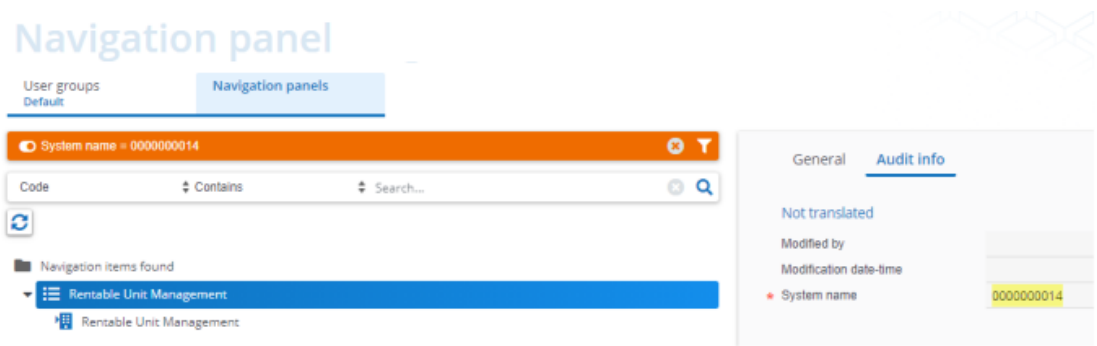 Navigation panel
User groups
Default
Navigation panels
System name = 0000000014
Code
Contains
Search...
Navigation items found
Rentable Unit Management
Rentable Unit Management
General
Audit info
Not translated
Modified by
Modification date-time
* System name
0000000014